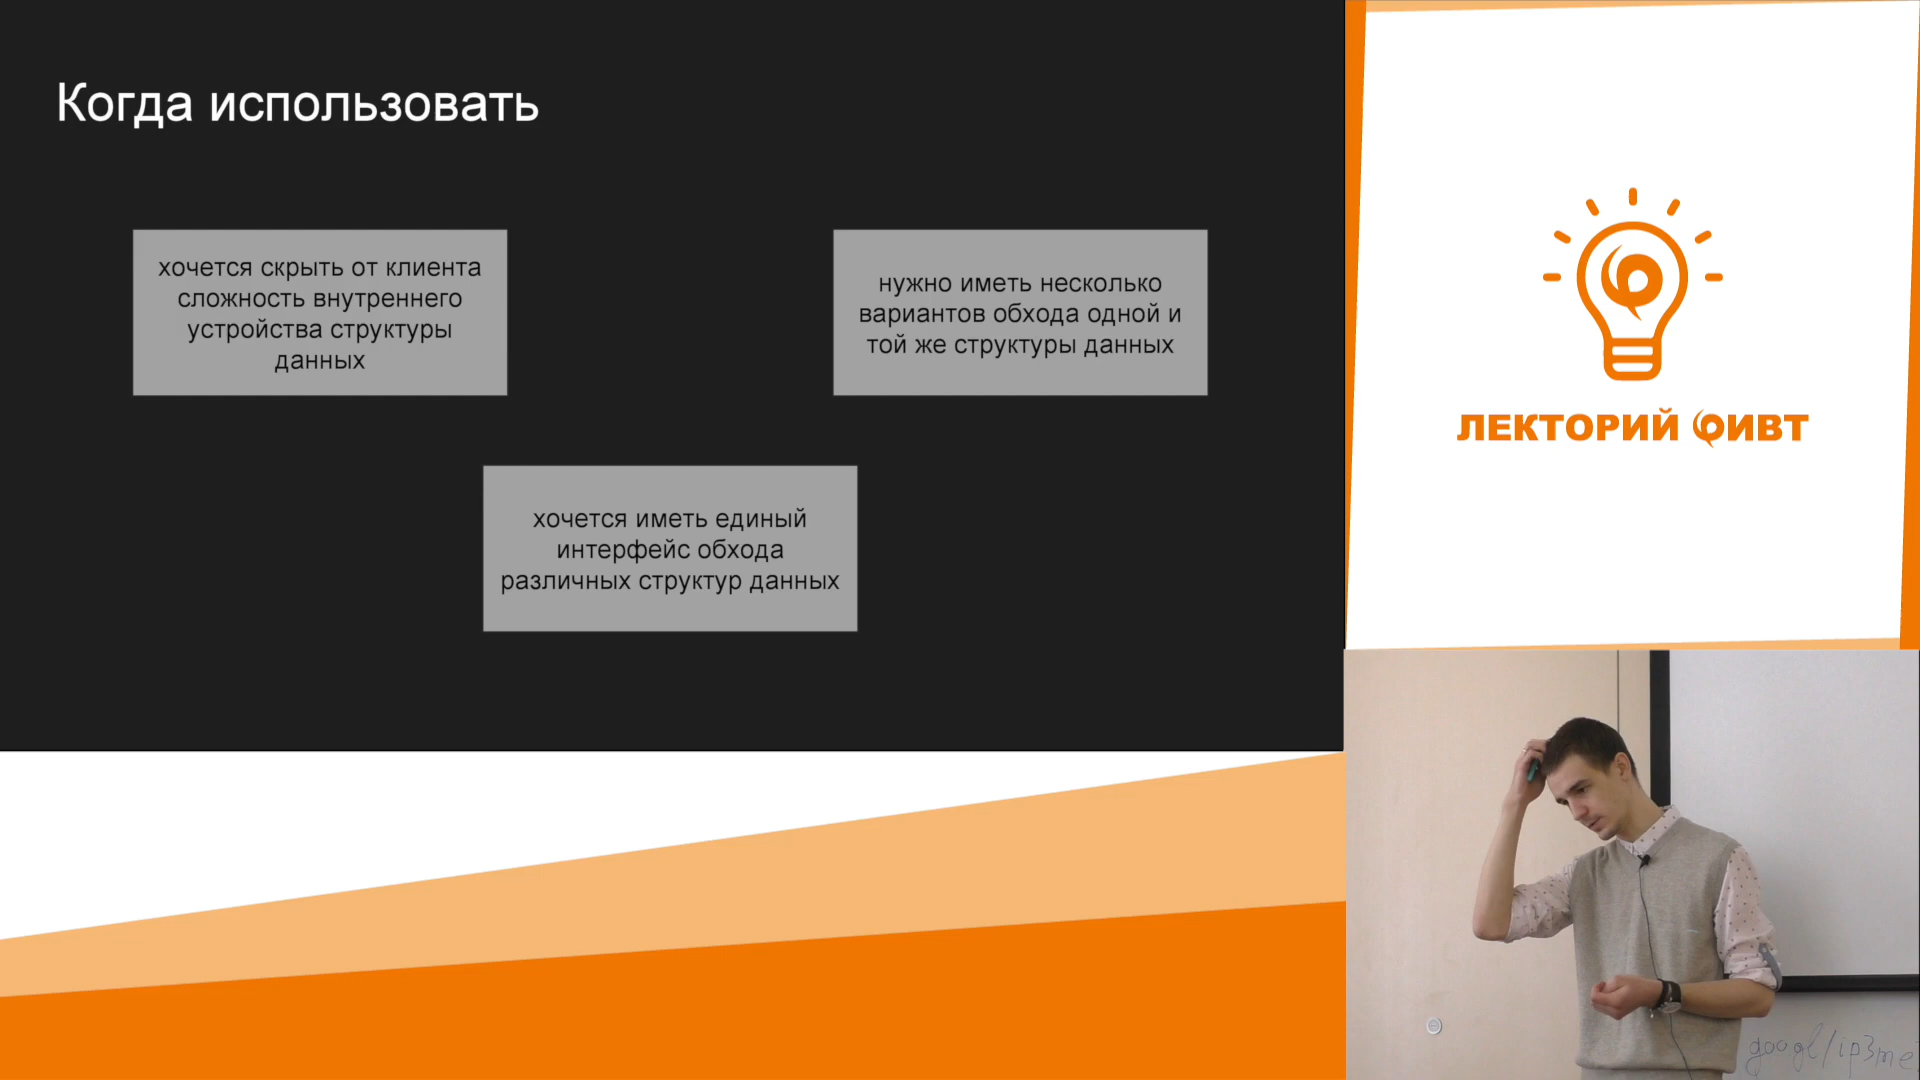 Когда использовать
хочется скрыть от клиента
сложность внутреннего
устройства структуры
данных
нужно иметь несколько
вариантов обхода одной и
той же структуры данных
хочется иметь единый
интерфейс обхода
различных структур данных
ЛЕКТОРИЙ ФИВТ